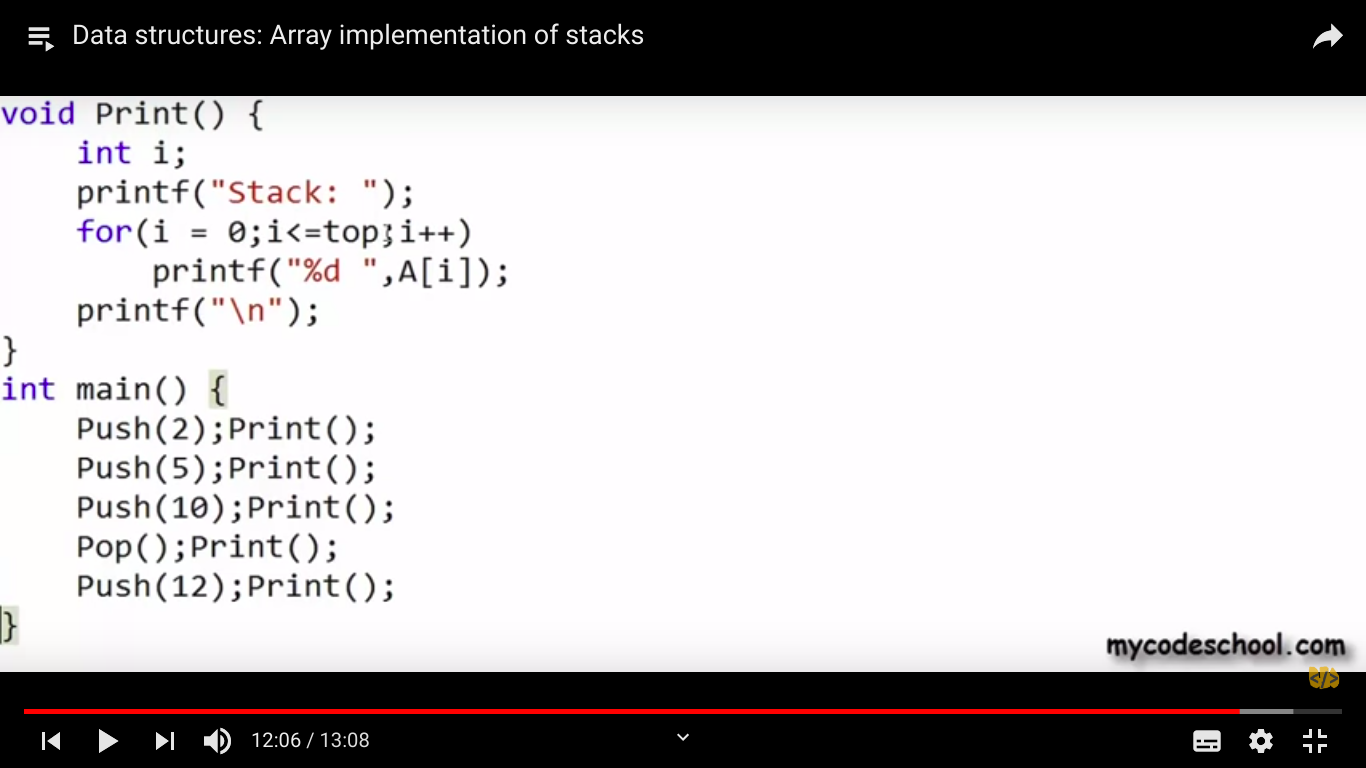 Data structures: Array implementation of stacks
void Print() {
    int i;
    printf("Stack: ");
    for(i = 0;i<=top;i++)
        printf("%d ",A[i]);
    printf("\n");
}
int main() {
    Push(2);Print();
    Push(5);Print();
    Push(10);Print();
    Pop();Print();
    Push(12);Print();
}
mycodeschool.com
</>
12:06 / 13:08